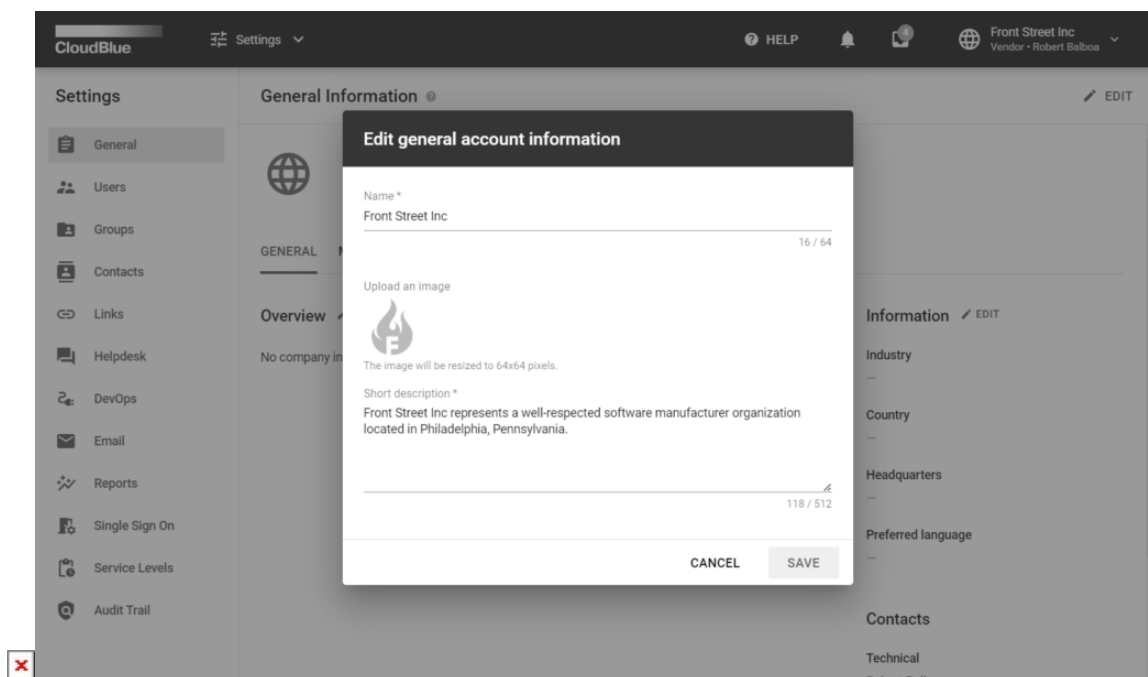 CloudBlue
Settings
HELP
4
Front Street Inc
Vendor • Robert Balboa
Settings
General Information
EDIT
General
Users
Groups
Contacts
Links
Helpdesk
DevOps
Email
Reports
Single Sign On
Service Levels
Audit Trail
GENERAL
Overview
No company in
Edit general account information
Name *
Front Street Inc
16 / 64
Upload an image
F
The image will be resized to 64x64 pixels.
Short description *
Front Street Inc represents a well-respected software manufacturer organization
located in Philadelphia, Pennsylvania.
118 / 512
CANCEL SAVE
Information EDIT
Industry
—
Country
—
Headquarters
—
Preferred language
—
Contacts
Technical